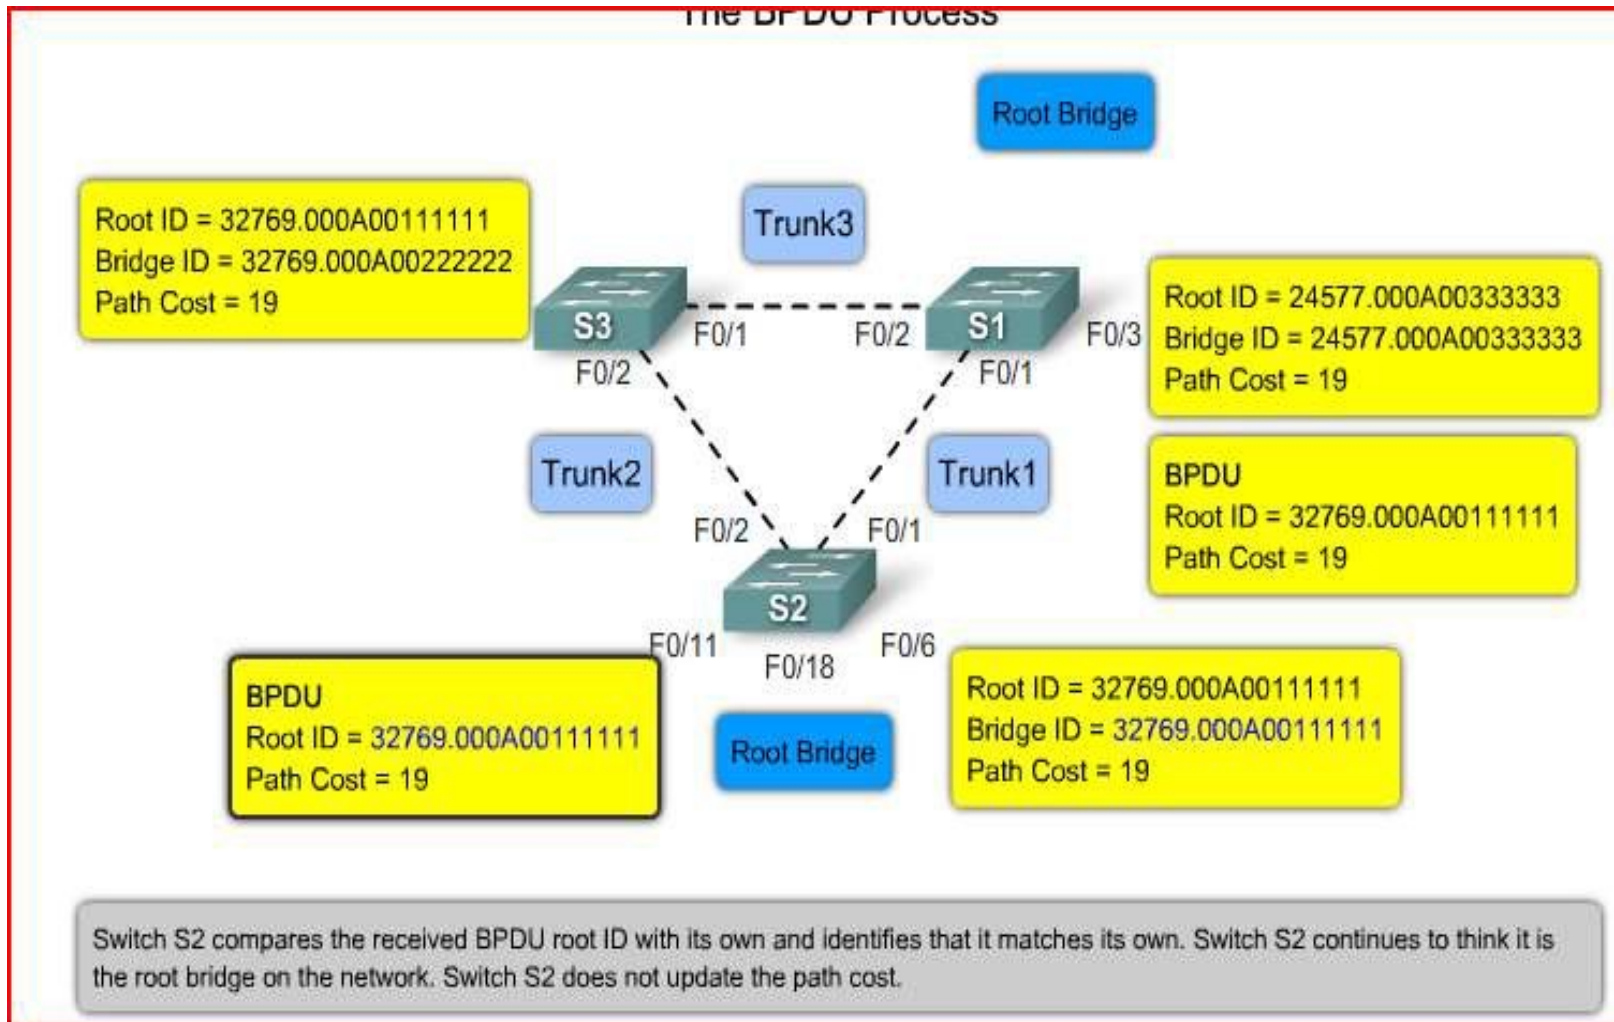 The BPDU Process
Root Bridge
Root ID = 32769.000A00111111
Bridge ID = 32769.000A00222222
Path Cost = 19
Trunk3
S3
F0/1
F0/2
S1
F0/3
F0/2
F0/1
Root ID = 24577.000A00333333
Bridge ID = 24577.000A00333333
Path Cost = 19
Trunk2
Trunk1
BPDU
Root ID = 32769.000A00111111
Path Cost = 19
F0/2
F0/1
S2
F0/11
F0/18
F0/6
BPDU
Root ID = 32769.000A00111111
Path Cost = 19
Root Bridge
Root ID = 32769.000A00111111
Bridge ID = 32769.000A00111111
Path Cost = 19
Switch S2 compares the received BPDU root ID with its own and identifies that it matches its own. Switch S2 continues to think it is
the root bridge on the network. Switch S2 does not update the path cost.